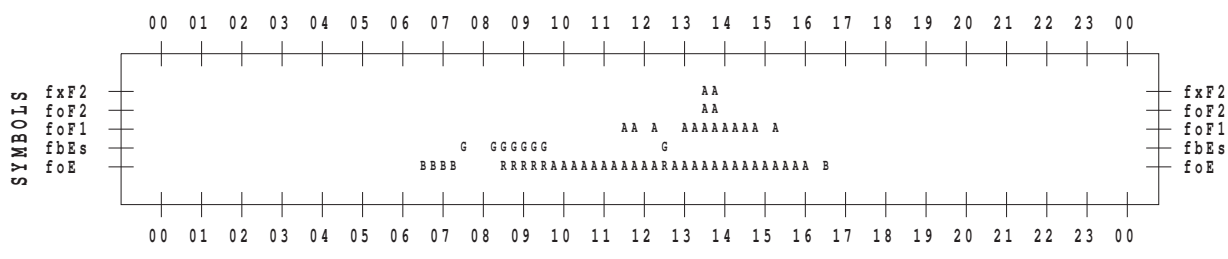 00 01 02 03 04 05 06 07 08 09 10 11 12 13 14 15 16 17 18 19 20 21 22 23 00
SYMBOLS
fxF2 AA fxF2
foF2 AA foF2
foF1 AA A AAAAAAAA A foF1
fbEs G GGGGGG G fbEs
foE BBBB RRRRRAAAAAAAAAAARAAAAAAAAAAAAAA B foE
00 01 02 03 04 05 06 07 08 09 10 11 12 13 14 15 16 17 18 19 20 21 22 23 00